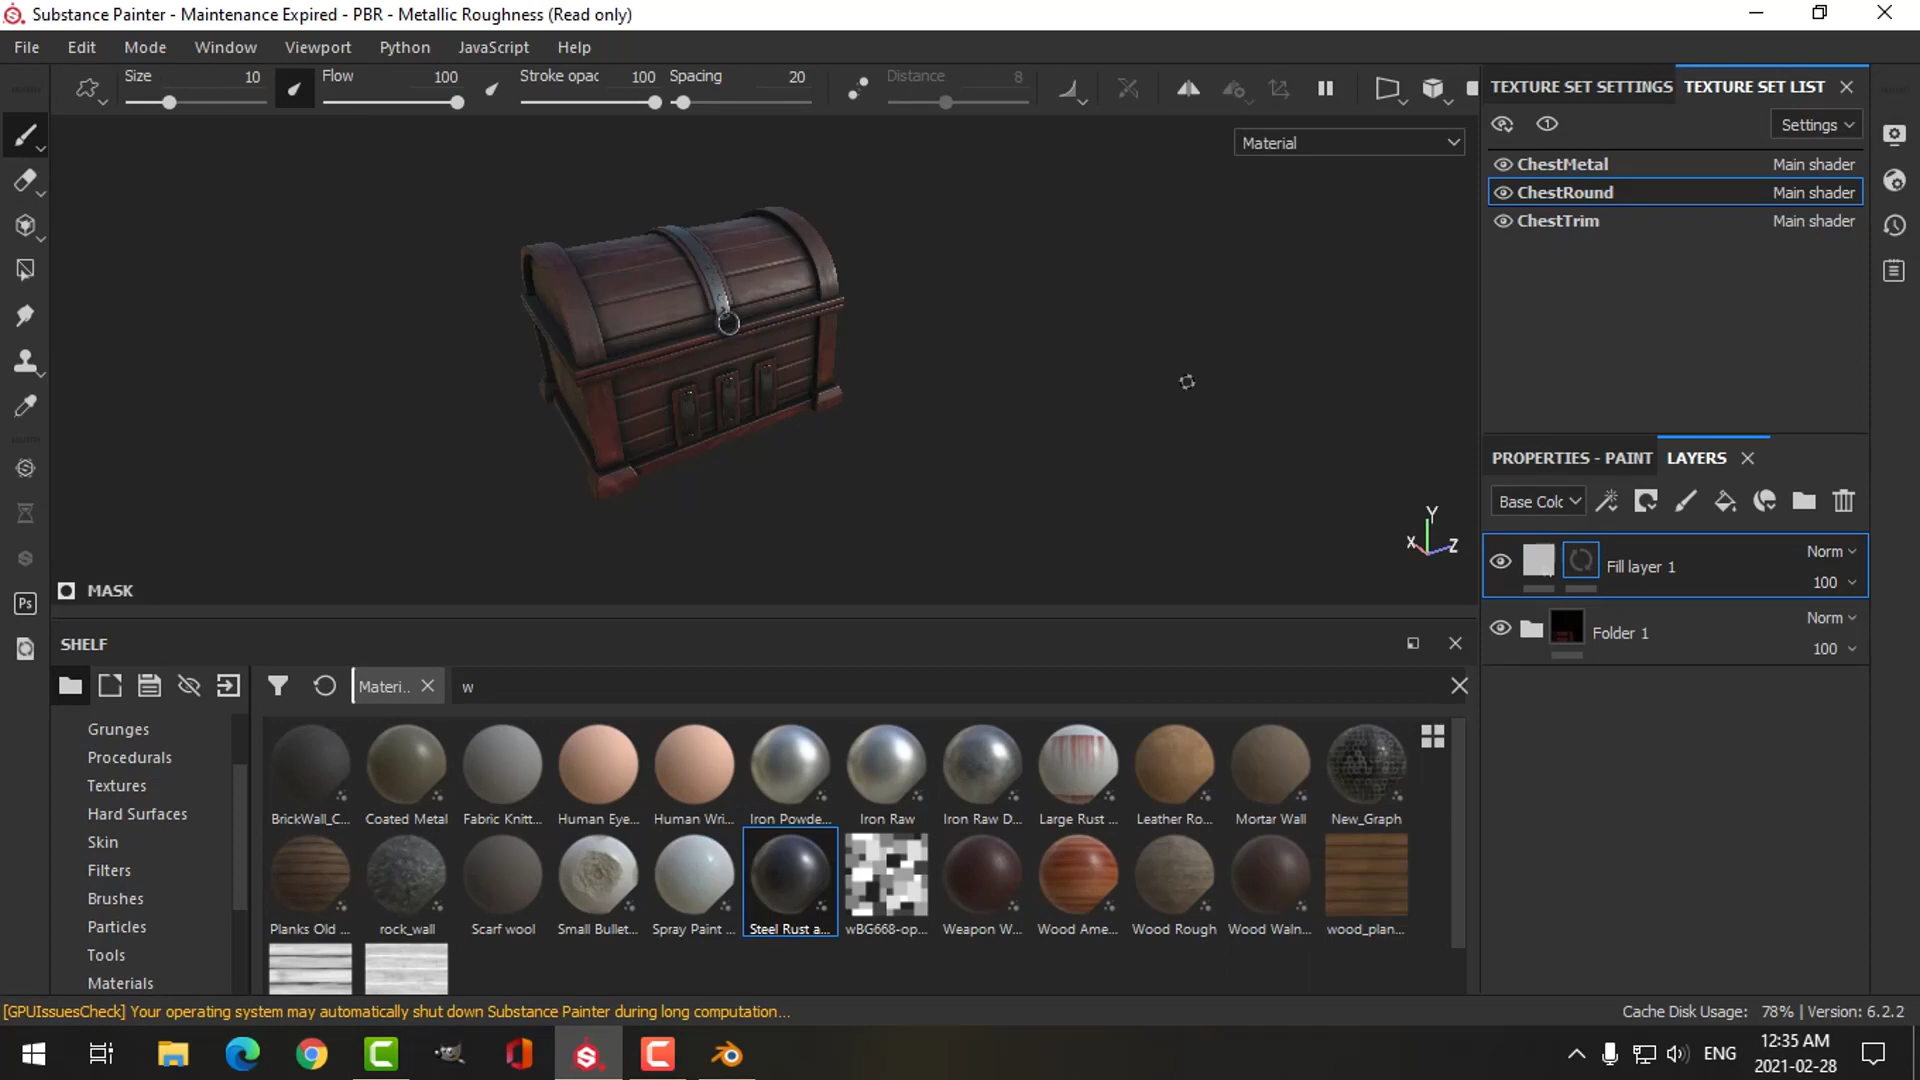 Substance Painter - Maintenance Expired - PBR - Metallic Roughness (Read only)
File Edit Mode Window Viewport Python JavaScript Help
Size 10 Flow 100 Stroke opac 100 Spacing 20 Distance 8
TEXTURE SET SETTINGS TEXTURE SET LIST
1 Settings
Material
ChestMetal Main shader
ChestRound Main shader
ChestTrim Main shader
PROPERTIES - PAINT LAYERS
Base Colc
Fill layer 1 Norm 100
Folder 1 Norm 100
Y
X Z
MASK
SHELF
Materi.. w
Grunges
Procedurals
Textures
Hard Surfaces
Skin
Filters
Brushes
Particles
Tools
Materials
BrickWall_C... Coated Metal Fabric Knitt... Human Eye... Human Wri... Iron Powde... Iron Raw Iron Raw D... Large Rust ... Leather Ro... Mortar Wall New_Graph
Planks Old ... rock_wall Scarf wool Small Bullet... Spray Paint ... Steel Rust a... wBG668-op... Weapon W... Wood Ame... Wood Rough Wood Waln... wood_plan...
Ps
[GPUIssuesCheck] Your operating system may automatically shut down Substance Painter during long computation...
Cache Disk Usage: 78% | Version: 6.2.2
ENG
12:35 AM
2021-02-28